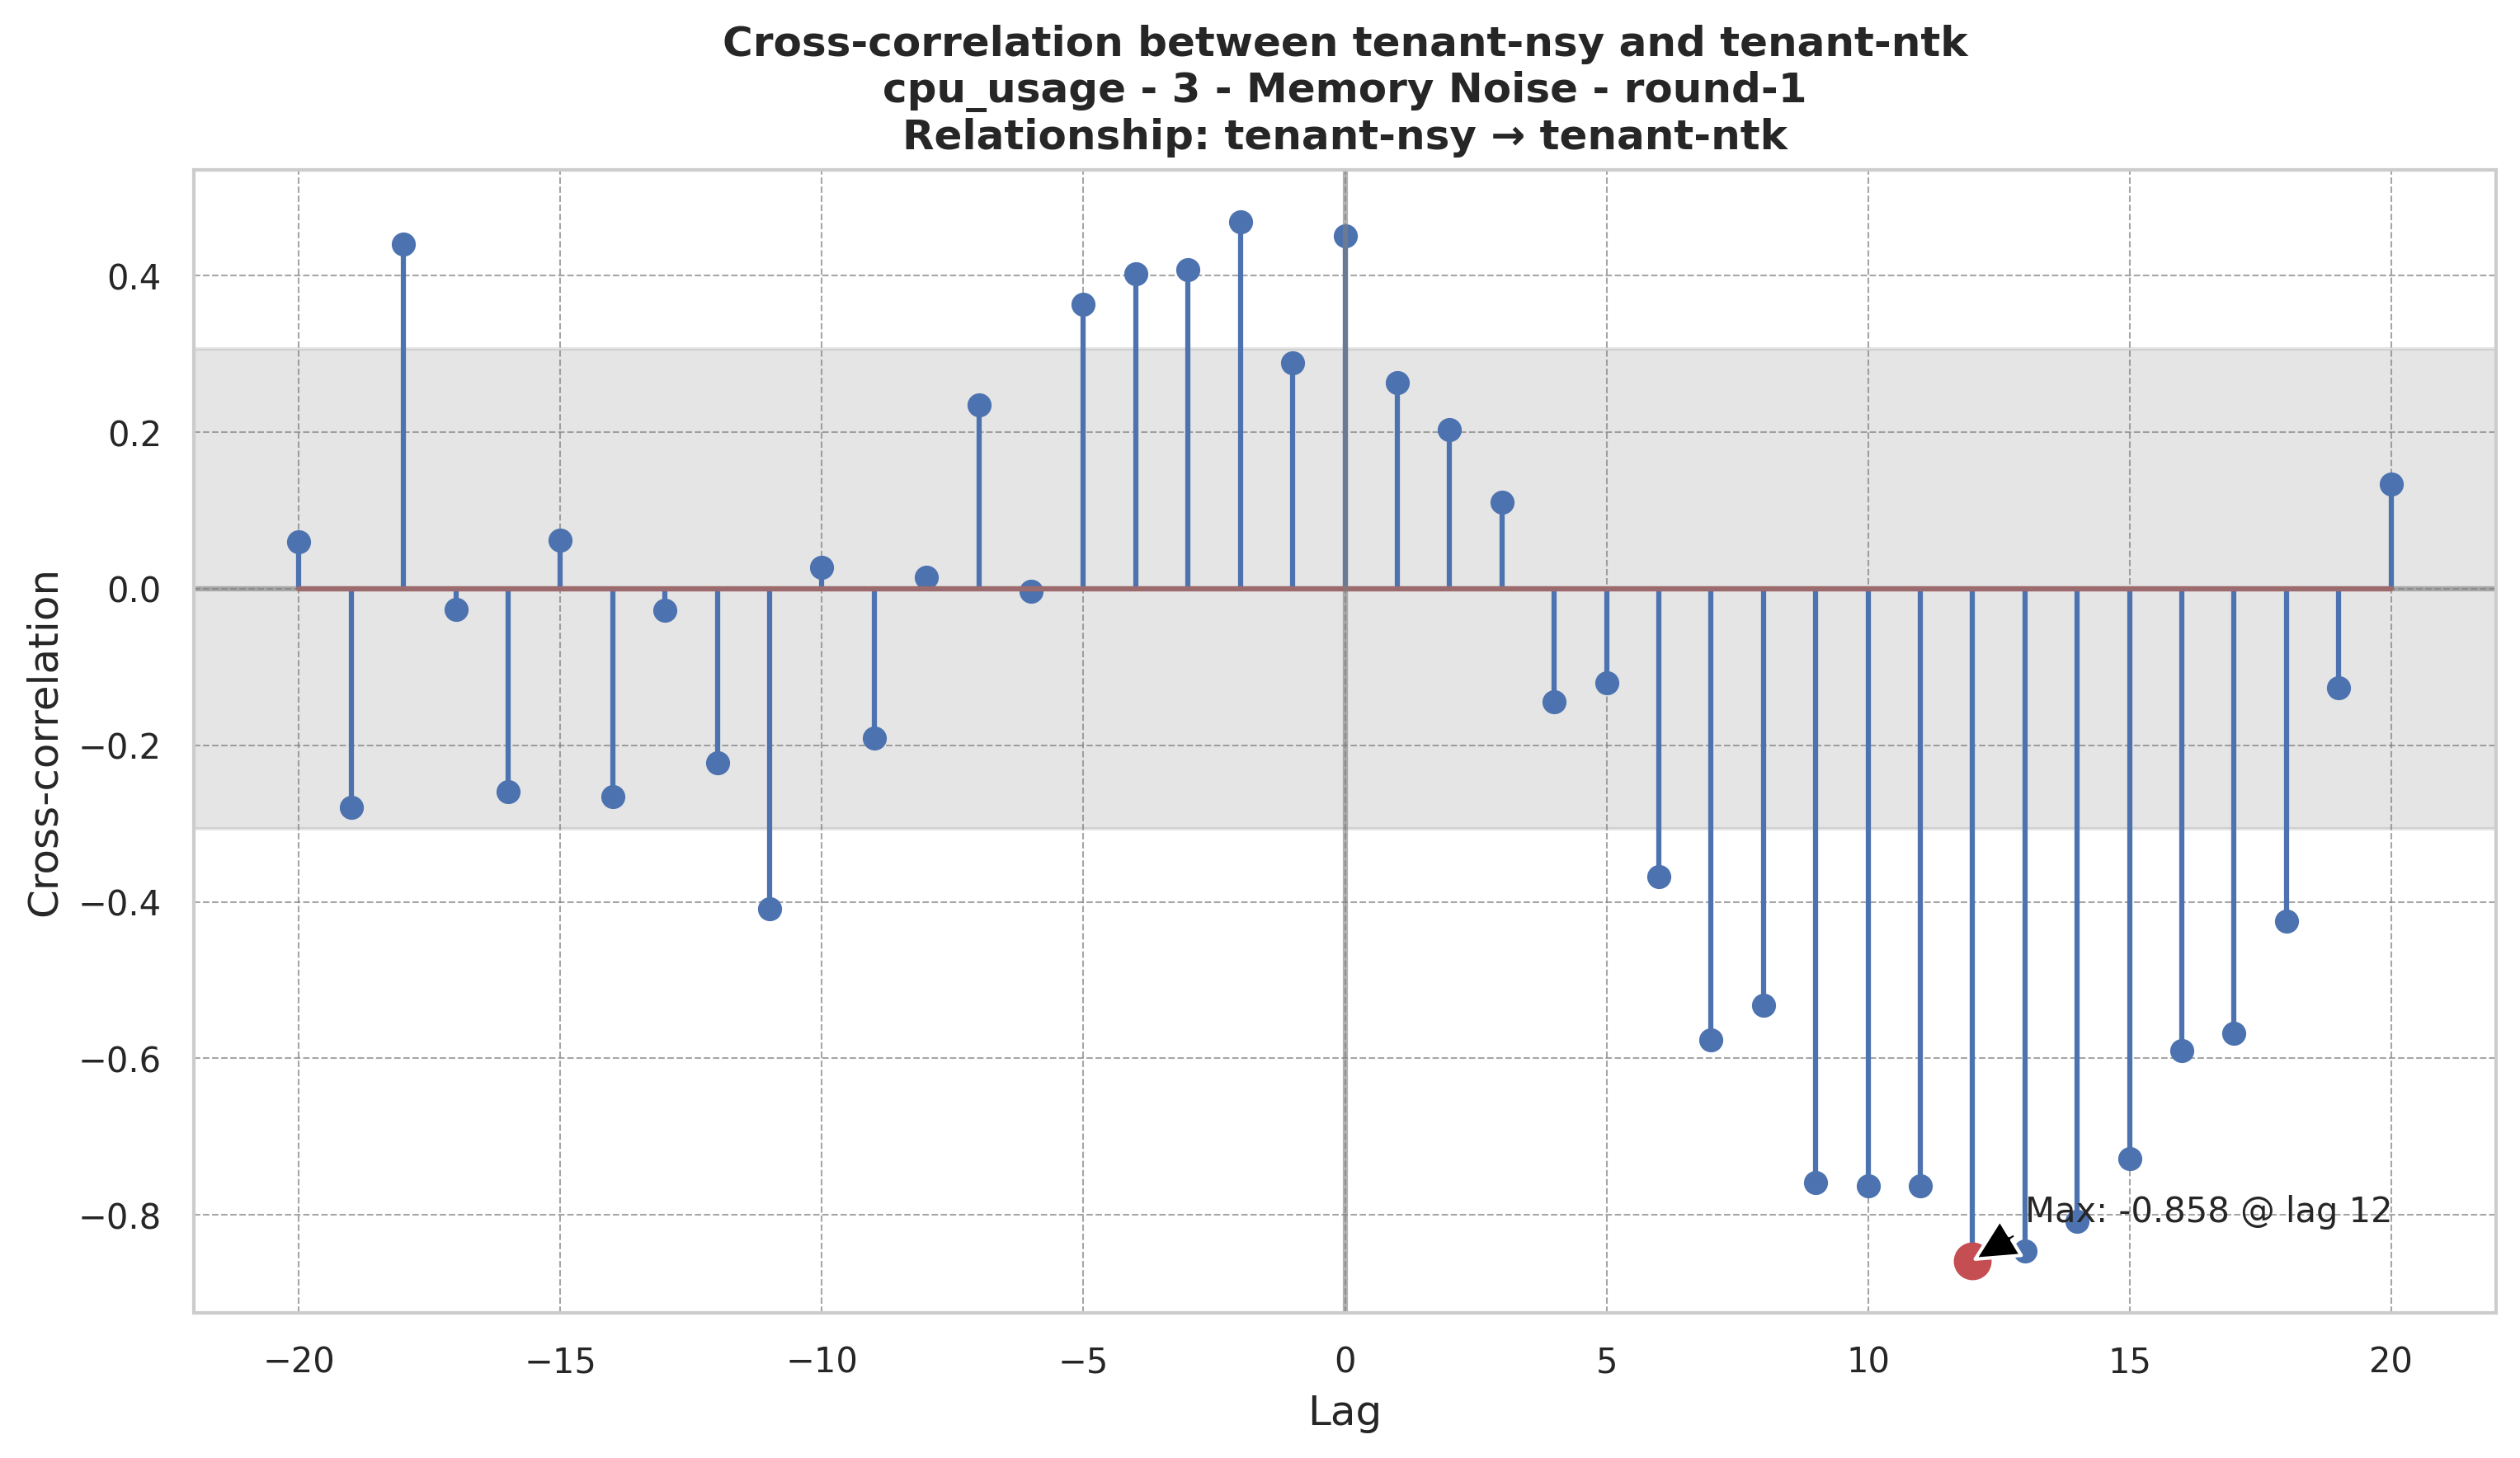 Cross-correlation between tenant-nsy and tenant-ntk
cpu_usage - 3 - Memory Noise - round-1
Relationship: tenant-nsy → tenant-ntk
Cross-correlation
0.4
0.2
0.0
−0.2
−0.4
−0.6
−0.8
Max: -0.858 @ lag 12
−20
−15
−10
−5
0
5
10
15
20
Lag